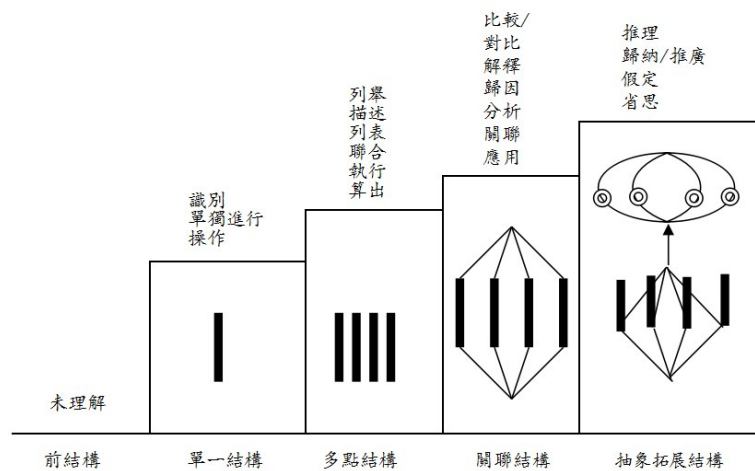 未理解
前結構
識別
單獨進行
操作
單一結構
列舉
描述
列表
聯合
執行
算出
多點結構
比較/
對比
解釋
歸因
分析
關聯
應用
關聯結構
推理
歸納/推廣
假定
省思
抽象拓展結構